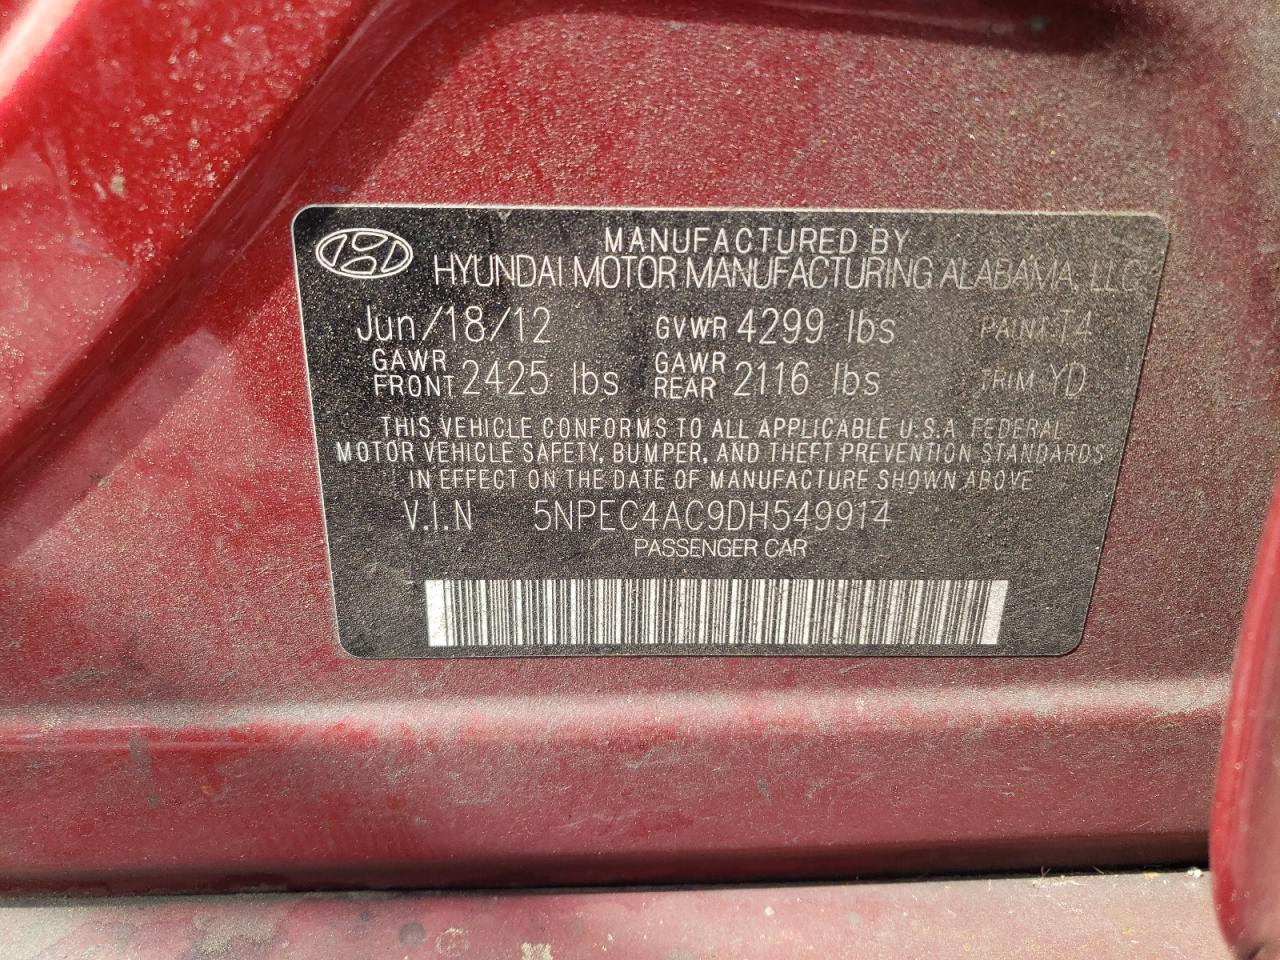 MANUFACTURED BY
HYUNDAI MOTOR MANUFACTURING ALABAMA, LLC
Jun/18/12 GVWR 4299 lbs PAINT T4
GAWR FRONT 2425 lbs GAWR REAR 2116 lbs TRIM YD
THIS VEHICLE CONFORMS TO ALL APPLICABLE U.S.A FEDERAL
MOTOR VEHICLE SAFETY, BUMPER, AND THEFT PREVENTION STANDARDS
IN EFFECT ON THE DATE OF MANUFACTURE SHOWN ABOVE
V.I.N 5NPEC4AC9DH549914
PASSENGER CAR